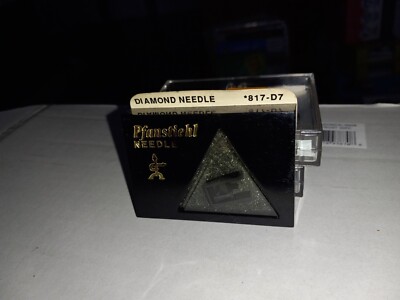 DIAMOND NEEDLE *817-D7
Pfanstiehl
NEEDLE